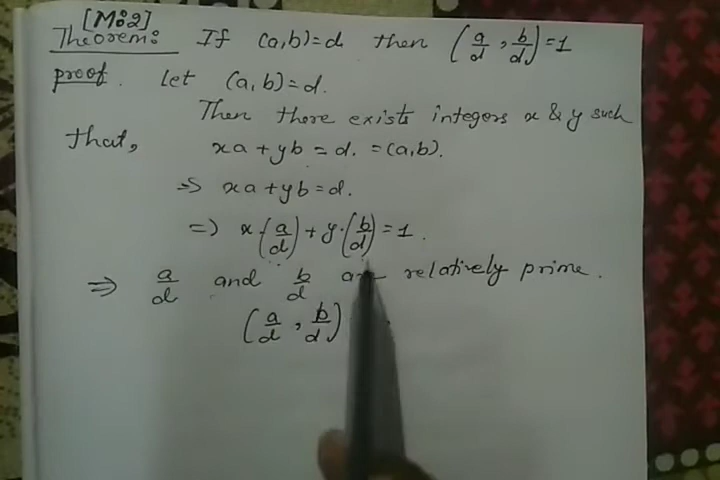 [M:2]
Theorem: If (a,b)=d then (a/d, b/d)=1
proof. Let (a,b)=d.
Then there exists integers x & y such
that, xa+yb=d. =(a,b).
⇒ xa+yb=d.
⇒ x·(a/d)+y·(b/d)=1.
⇒ a/d and b/d relatively prime.
(a/d, b/d)